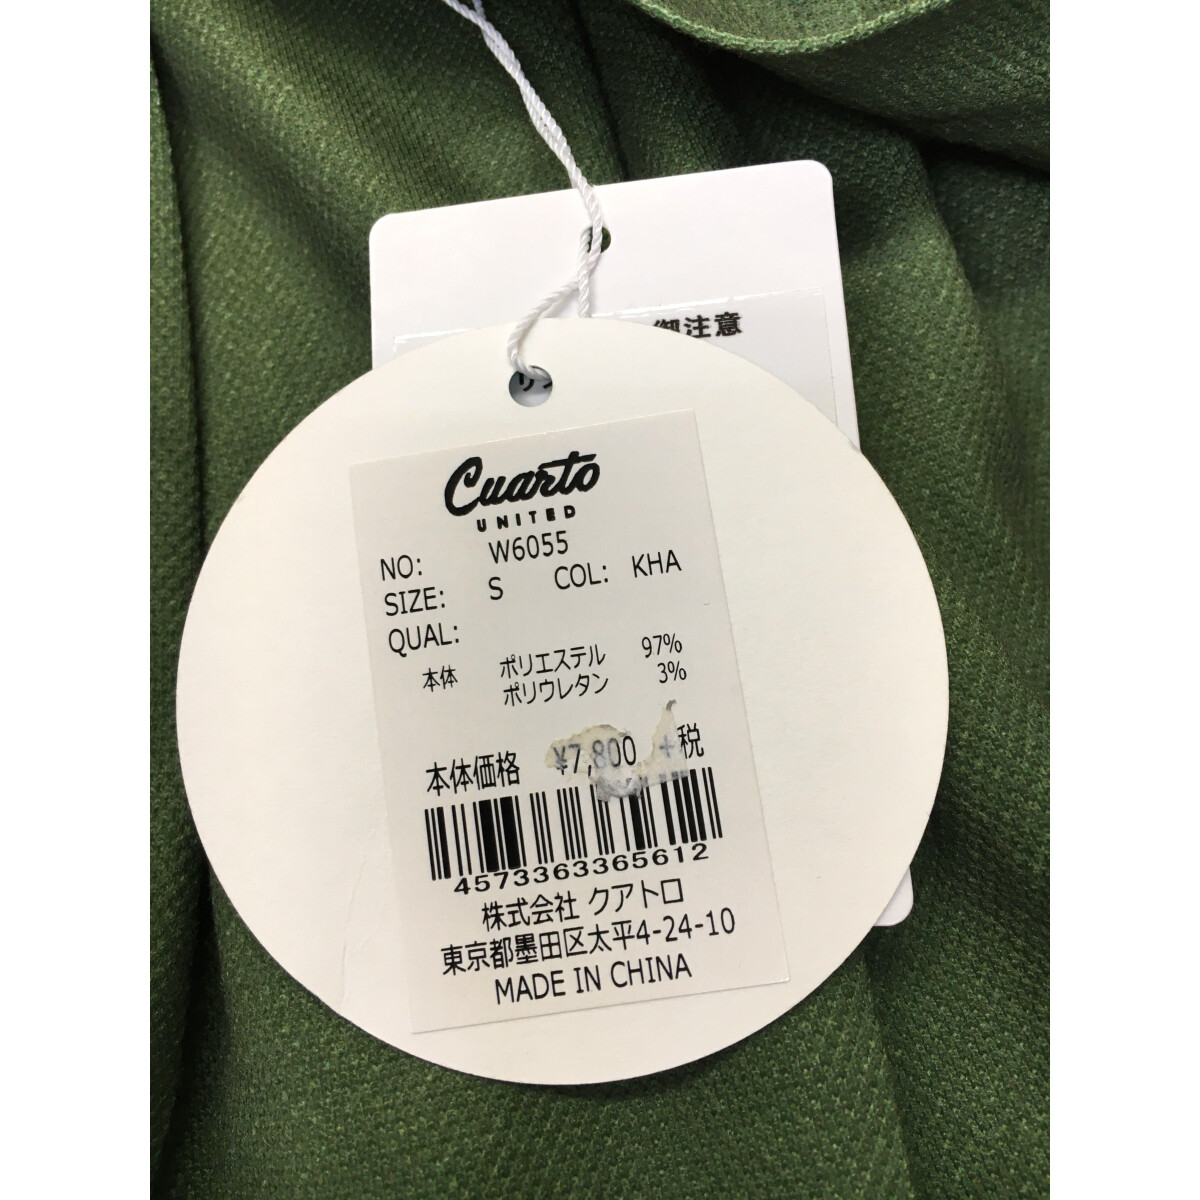 御注意
Cuarto
UNITED
NO: W6055
SIZE: S COL: KHA
QUAL:
本体 ポリエステル 97%
ポリウレタン 3%
本体価格 ¥7,800 +税
4573363365612
株式会社 クアトロ
東京都墨田区太平4-24-10
MADE IN CHINA